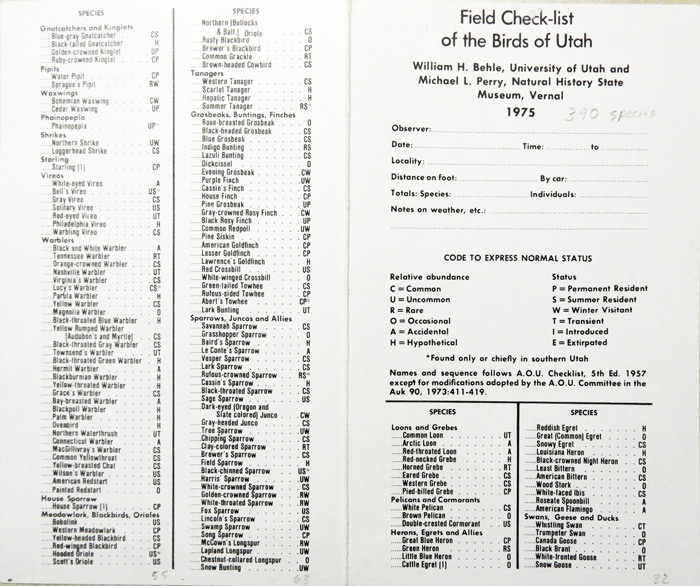 SPECIES
Gnatcatchers and Kinglets
Blue-gray Gnatcatcher CS
Black-tailed Gnatcatcher H
Golden-crowned Kinglet UP
Ruby-crowned Kinglet CP
Pipits
Water Pipit CP
Sprague's Pipit RW
Waxwings
Bohemian Waxwing CW
Cedar Waxwing UP
Phainopepla
Phainopepla UP*
Shrikes
Northern Shrike UW
Loggerhead Shrike CS
Starling
Starling (I) CP
Vireos
White-eyed Vireo A
Bell's Vireo US*
Gray Vireo CS
Solitary Vireo US
Red-eyed Vireo UT
Philadelphia Vireo H
Warbling Vireo CS
Warblers
Black and White Warbler A
Tennessee Warbler RT
Orange-crowned Warbler CS
Nashville Warbler UT
Virginia's Warbler CS
Lucy's Warbler CS*
Parula Warbler H
Yellow Warbler CS
Magnolia Warbler O
Black-throated Blue Warbler H
Yellow Rumped Warbler
(Audubon's and Myrtle) CS
Black-throated Gray Warbler CS
Townsend's Warbler UT
Black-throated Green Warbler H
Hermit Warbler A
Blackburnian Warbler H
Yellow-throated Warbler H
Grace's Warbler CS
Bay-breasted Warbler A
Blackpoll Warbler H
Palm Warbler H
Ovenbird H
Northern Waterthrush UT
Connecticut Warbler A
MacGillivray's Warbler CS
Common Yellowthroat CS
Yellow-breasted Chat CS
Wilson's Warbler US
American Redstart US
Painted Redstart O
House Sparrow
House Sparrow (I) CP
Meadowlark, Blackbirds, Orioles
Bobolink US
Western Meadowlark CP
Yellow-headed Blackbird CS
Red-winged Blackbird CP
Hooded Oriole US*
Scott's Oriole US
55
SPECIES
Northern (Bullocks
& Balt.) Oriole CS
Rusty Blackbird O
Brewer's Blackbird CP
Common Grackle RT
Brown-headed Cowbird CS
Tanagers
Western Tanager CS
Scarlet Tanager H
Hepatic Tanager H
Summer Tanager RS*
Grosbeaks, Buntings, Finches
Rose-breasted Grosbeak O
Black-headed Grosbeak CS
Blue Grosbeak CS
Indigo Bunting RS
Lazuli Bunting CS
Dickcissel O
Evening Grosbeak CW
Purple Finch UW
Cassin's Finch CS
House Finch CP
Pine Grosbeak UP
Gray-crowned Rosy Finch CW
Black Rosy Finch UP
Common Redpoll UW
Pine Siskin CP
American Goldfinch CP
Lesser Goldfinch CP
Lawrence's Goldfinch H
Red Crossbill US
White-winged Crossbill O
Green-tailed Towhee CS
Rufous-sided Towhee CP
Abert's Towhee CP*
Lark Bunting UT
Sparrows, Juncos and Allies
Savannah Sparrow CS
Grasshopper Sparrow O
Baird's Sparrow H
Le Conte's Sparrow A
Vesper Sparrow CS
Lark Sparrow CS
Rufous-crowned Sparrow RS*
Cassin's Sparrow H
Black-throated Sparrow CS
Sage Sparrow US
Dark-eyed (Oregon and
Slate colored) Junco CW
Gray-headed Junco CS
Tree Sparrow UW
Chipping Sparrow CS
Clay-colored Sparrow RT
Brewer's Sparrow CS
Field Sparrow H
Black-chinned Sparrow US*
Harris' Sparrow UW
White-crowned Sparrow CS
Golden-crowned Sparrow RW
White-throated Sparrow RW
Fox Sparrow US
Lincoln's Sparrow CS
Swamp Sparrow UW
Song Sparrow CP
McCown's Longspur RW
Lapland Longspur UW
Chestnut-collared Longspur O
Snow Bunting UW
63
Field Check-list
of the Birds of Utah
William H. Behle, University of Utah and
Michael L. Perry, Natural History State
Museum, Vernal
1975 390 species
Observer:
Date: Time: to
Locality:
Distance on foot: By car:
Totals: Species: Individuals:
Notes on weather, etc.:
CODE TO EXPRESS NORMAL STATUS
Relative abundance
C = Common
U = Uncommon
R = Rare
O = Occasional
A = Accidental
H = Hypothetical
Status
P = Permanent Resident
S = Summer Resident
W = Winter Visitant
T = Transient
I = Introduced
E = Extirpated
*Found only or chiefly in southern Utah
Names and sequence follows A.O.U. Checklist, 5th Ed. 1957
except for modifications adopted by the A.O.U. Committee in the
Auk 90, 1973:411-419.
SPECIES
Loons and Grebes
Common Loon UT
Arctic Loon A
Red-throated Loon A
Red-necked Grebe H
Horned Grebe RT
Eared Grebe CS
Western Grebe CS
Pied-billed Grebe CP
Pelicans and Cormorants
White Pelican CS
Brown Pelican O
Double-crested Cormorant US
Herons, Egrets and Allies
Great Blue Heron CP
Green Heron RS
Little Blue Heron O
Cattle Egret (I) O
SPECIES
Reddish Egret H
Great (Common) Egret O
Snowy Egret CS
Louisiana Heron H
Black-crowned Night Heron CS
Least Bittern O
American Bittern CS
Wood Stork O
White-faced Ibis CS
Roseate Spoonbill A
American Flamingo A
Swans, Geese and Ducks
Whistling Swan CT
Trumpeter Swan O
Canada Goose CP
Black Brant O
White-fronted Goose RT
Snow Goose UT
32